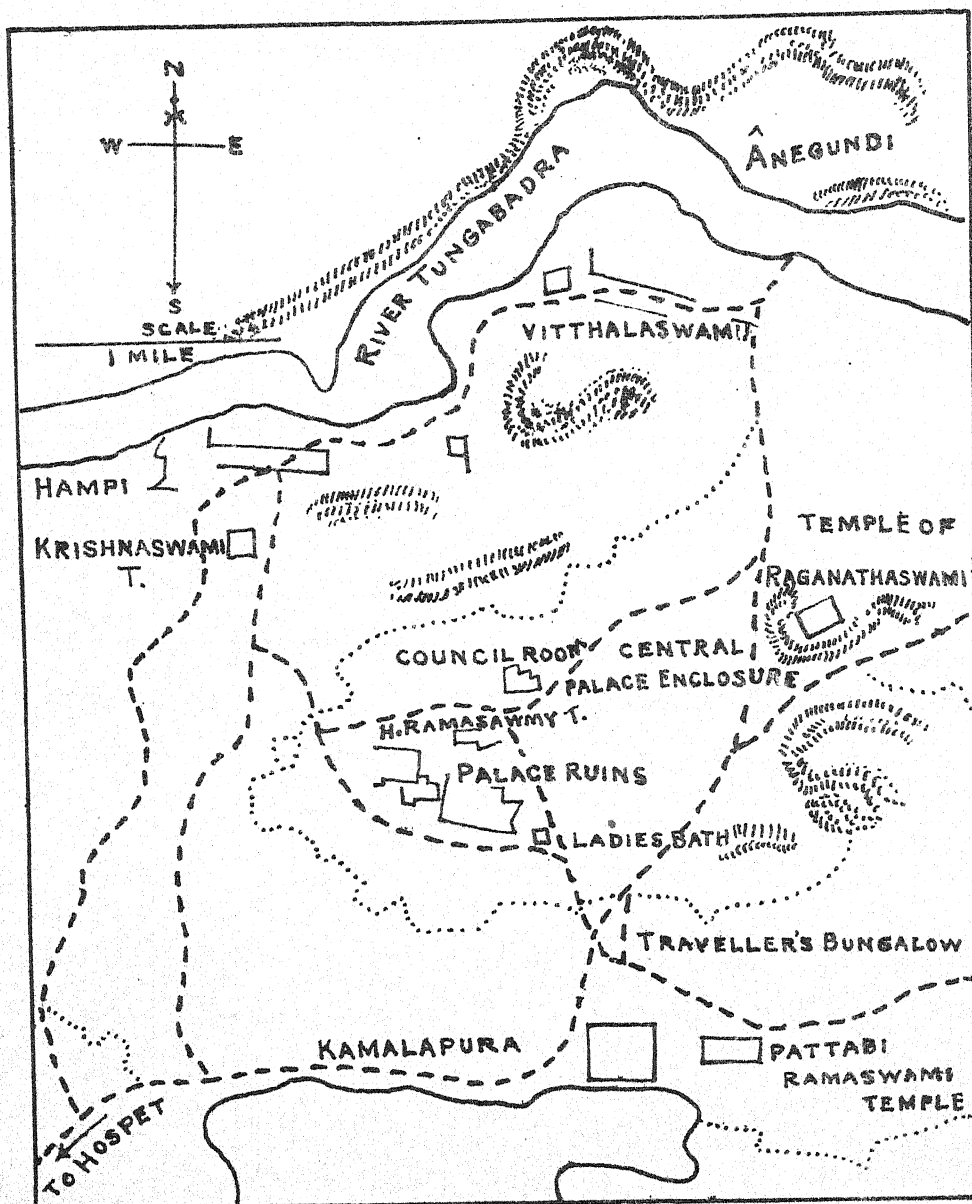 N
W E
S
SCALE
1 MILE
RIVER TUNGABADRA
ÂNEGUNDI
VITTHALASWAMI
HAMPI
KRISHNASWAMI
T.
TEMPLE OF
RAGANATHASWAMI
COUNCIL ROOM
CENTRAL
PALACE ENCLOSURE
H. RAMASAWMY T.
PALACE RUINS
LADIES BATH
TRAVELLER'S BUNGALOW
KAMALAPURA
PATTABI
RAMASWAMI
TEMPLE
TO HOSPET